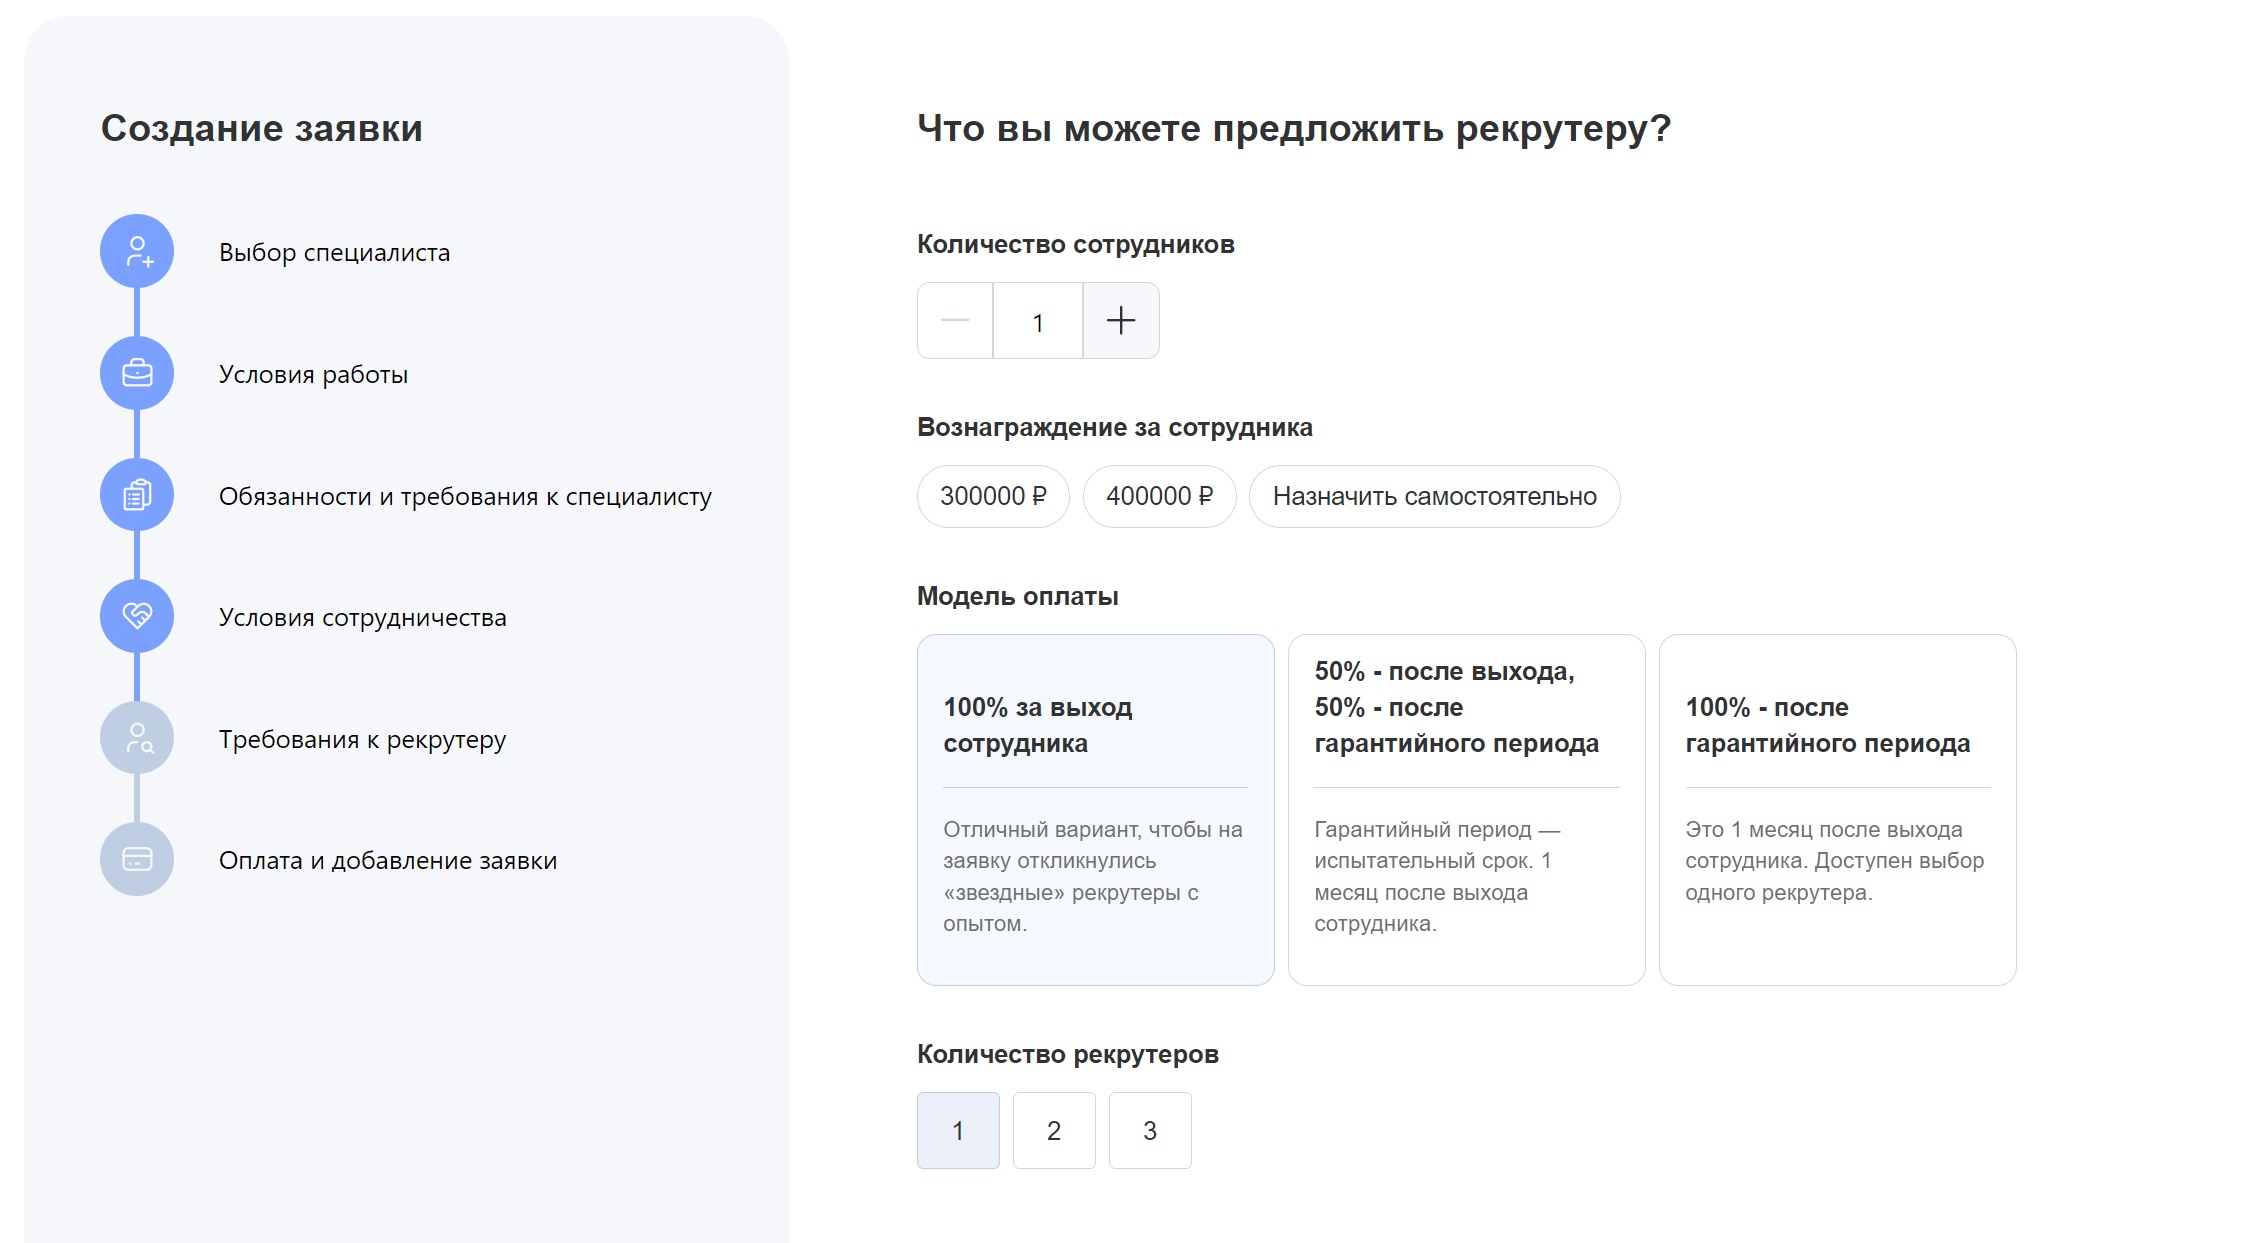 Создание заявки
Выбор специалиста
Условия работы
Обязанности и требования к специалисту
Условия сотрудничества
Требования к рекрутеру
Оплата и добавление заявки
Что вы можете предложить рекрутеру?
Количество сотрудников
1
Вознаграждение за сотрудника
300000 ₽
400000 ₽
Назначить самостоятельно
Модель оплаты
100% за выход
сотрудника
Отличный вариант, чтобы на
заявку откликнулись
«звездные» рекрутеры с
опытом.
50% - после выхода,
50% - после
гарантийного периода
Гарантийный период —
испытательный срок. 1
месяц после выхода
сотрудника.
100% - после
гарантийного периода
Это 1 месяц после выхода
сотрудника. Доступен выбор
одного рекрутера.
Количество рекрутеров
1
2
3